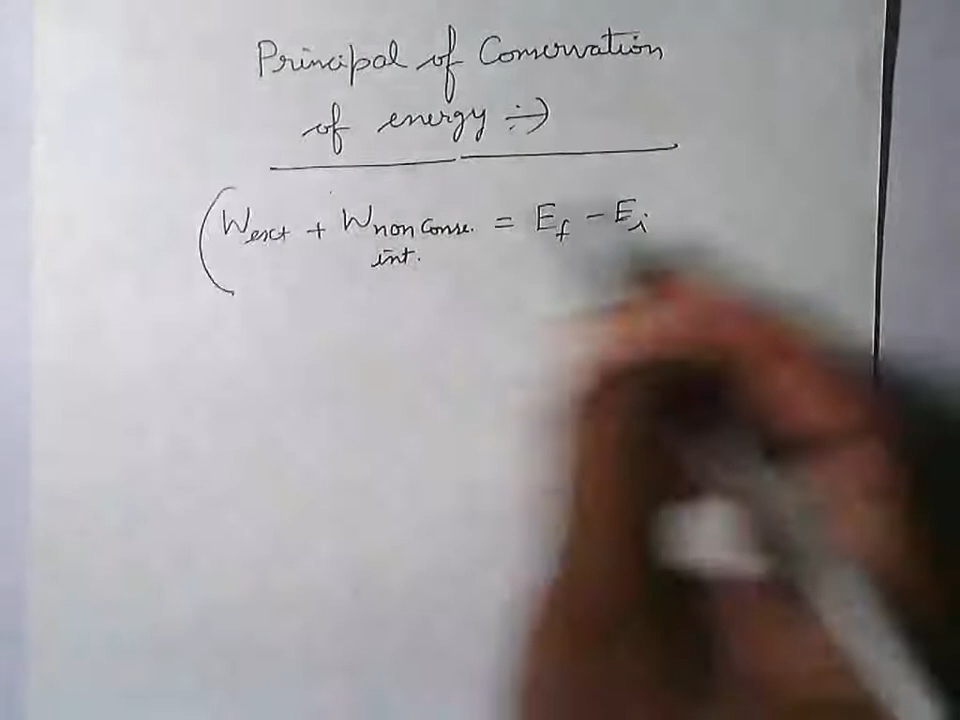 Principal of Conservation
of energy :→
(Wext + Wnon Conse. = Ef - Ei
int.